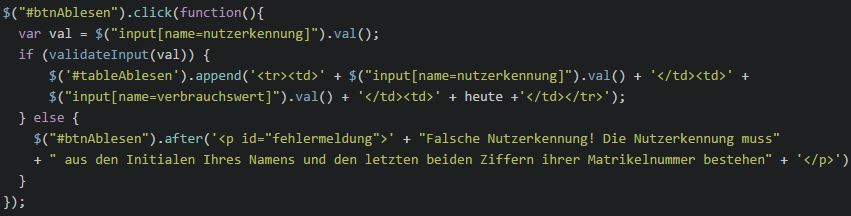 $("#btnAblesen").click(function(){
  var val = $("input[name=nutzerkennung]").val();
  if (validateInput(val)) {
      $('#tableAblesen').append('<tr><td>' + $("input[name=nutzerkennung]").val() + '</td><td>' +
      $("input[name=verbrauchswert]").val() + '</td><td>' + heute +'</td></tr>');
  } else {
    $("#btnAblesen").after('<p id="fehlermeldung">' + "Falsche Nutzerkennung! Die Nutzerkennung muss"
    + " aus den Initialen Ihres Namens und den letzten beiden Ziffern ihrer Matrikelnummer bestehen" + '</p>')
  }
});